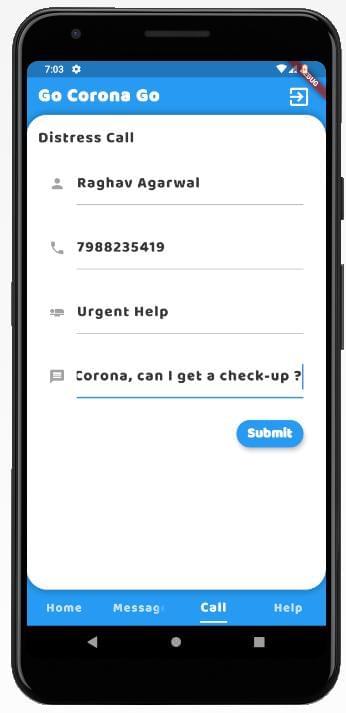 7:03
DEBUG
Go Corona Go
Distress Call
Raghav Agarwal
7988235419
Urgent Help
Corona, can I get a check-up ?
Submit
Home Message Call Help